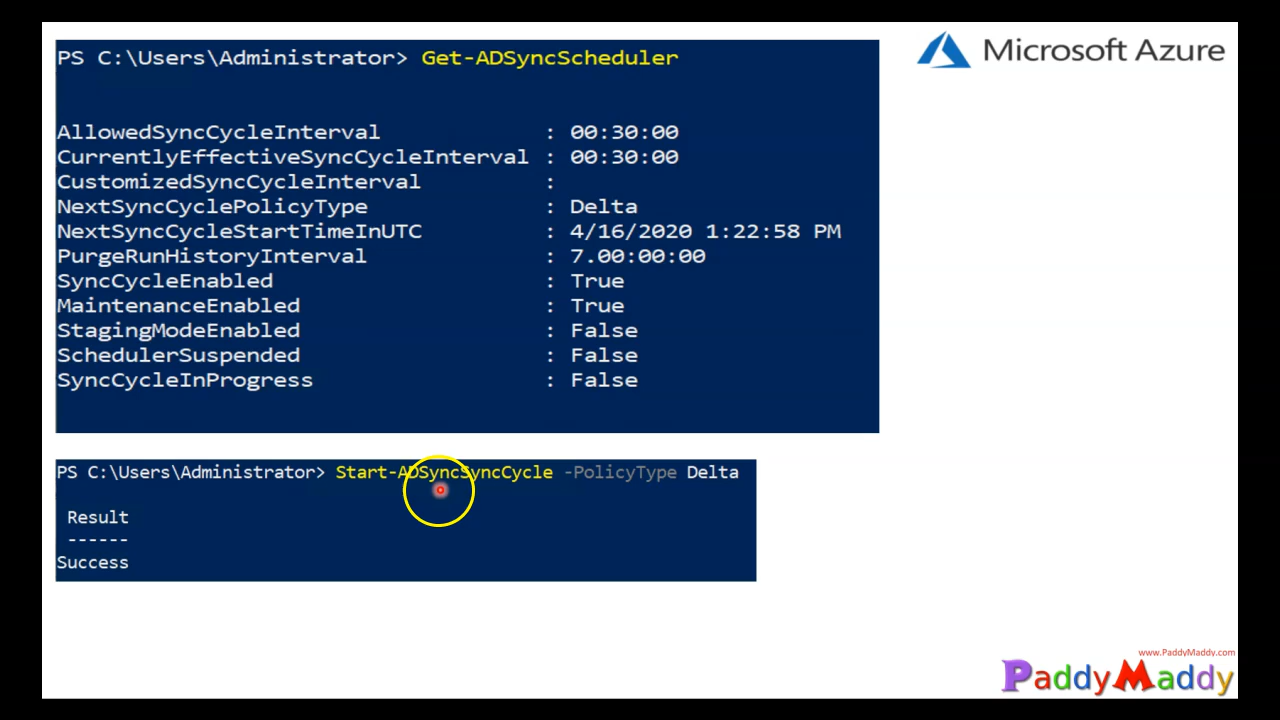 PS C:\Users\Administrator> Get-ADSyncScheduler
Microsoft Azure
AllowedSyncCycleInterval : 00:30:00
CurrentlyEffectiveSyncCycleInterval : 00:30:00
CustomizedSyncCycleInterval :
NextSyncCyclePolicyType : Delta
NextSyncCycleStartTimeInUTC : 4/16/2020 1:22:58 PM
PurgeRunHistoryInterval : 7.00:00:00
SyncCycleEnabled : True
MaintenanceEnabled : True
StagingModeEnabled : False
SchedulerSuspended : False
SyncCycleInProgress : False
PS C:\Users\Administrator> Start-ADSyncSyncCycle -PolicyType Delta
Result
------
Success
www.PaddyMaddy.com
PaddyMaddy